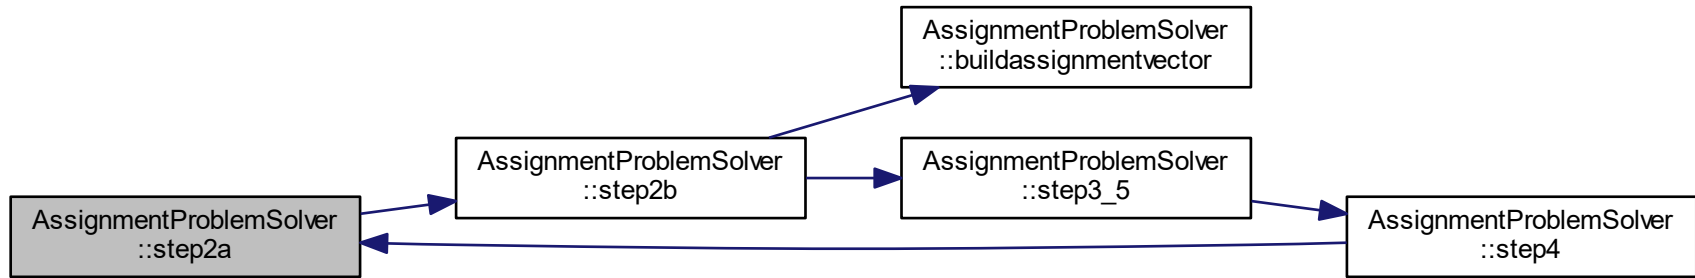 AssignmentProblemSolver
::buildassignmentvector
AssignmentProblemSolver
::step2b
AssignmentProblemSolver
::step3_5
AssignmentProblemSolver
::step2a
AssignmentProblemSolver
::step4